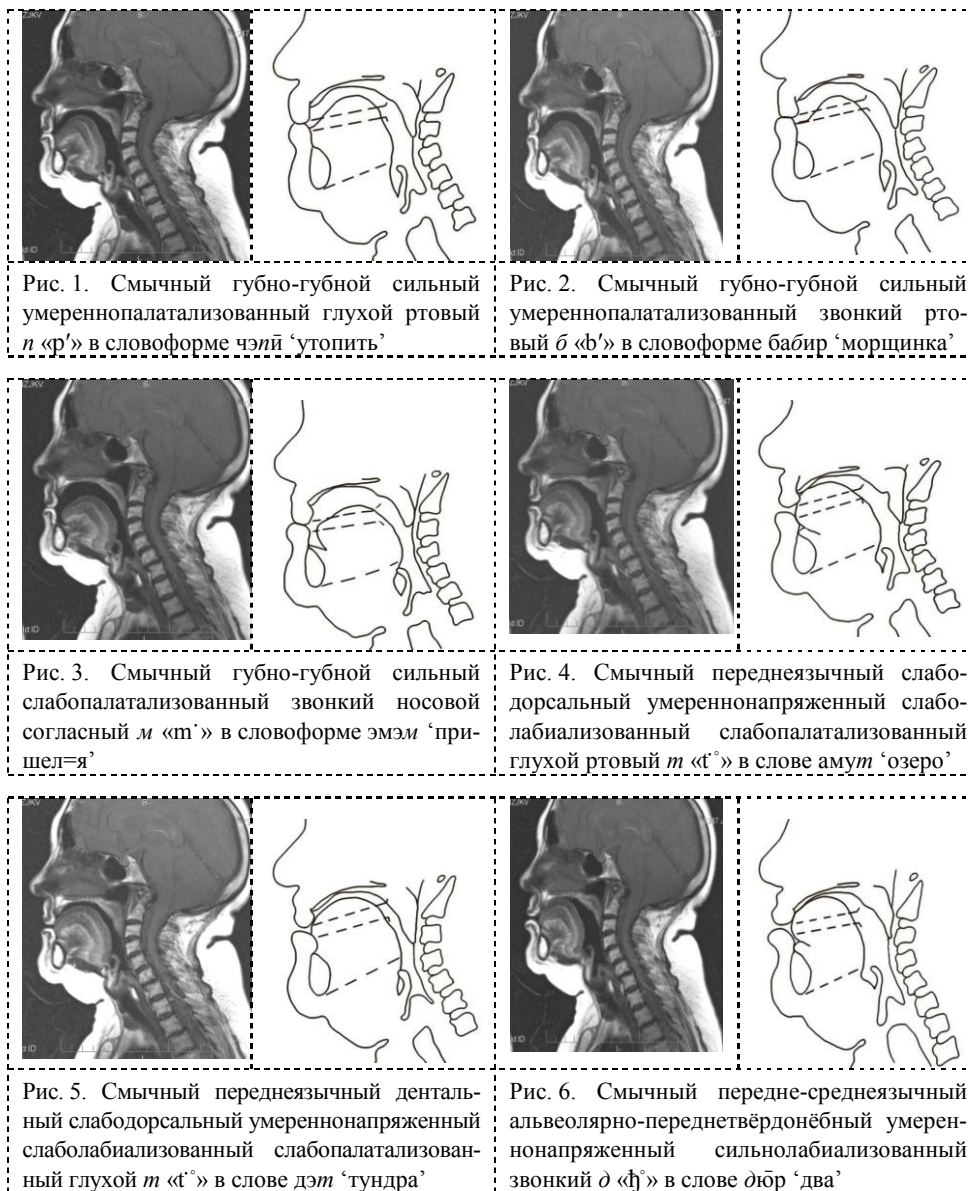 Рис. 1. Смычный губно-губной сильный
умереннопалатализованный глухой ртовый
п «p′» в словоформе чэпӣ ‘утопить’
Рис. 2. Смычный губно-губной сильный
умереннопалатализованный звонкий рто-
вый б «b′» в словоформе бабир ‘морщинка’
Рис. 3. Смычный губно-губной сильный
слабопалатализованный звонкий носовой
согласный м «m˙» в словоформе эмэм ‘при-
шел=я’
Рис. 4. Смычный переднеязычный слабо-
дорсальный умереннонапряженный слабо-
лабиализованный слабопалатализованный
глухой ртовый т «t˙°» в слове амут ‘озеро’
Рис. 5. Смычный переднеязычный денталь-
ный слабодорсальный умереннонапряженный
слаболабиализованный слабопалатализован-
ный глухой т «t˙°» в слове дэт ‘тундра’
Рис. 6. Смычный передне-среднеязычный
альвеолярно-переднетвёрдонёбный умерен-
нонапряженный сильнолабиализованный
звонкий д «ђ°» в слове дю̄р ‘два’